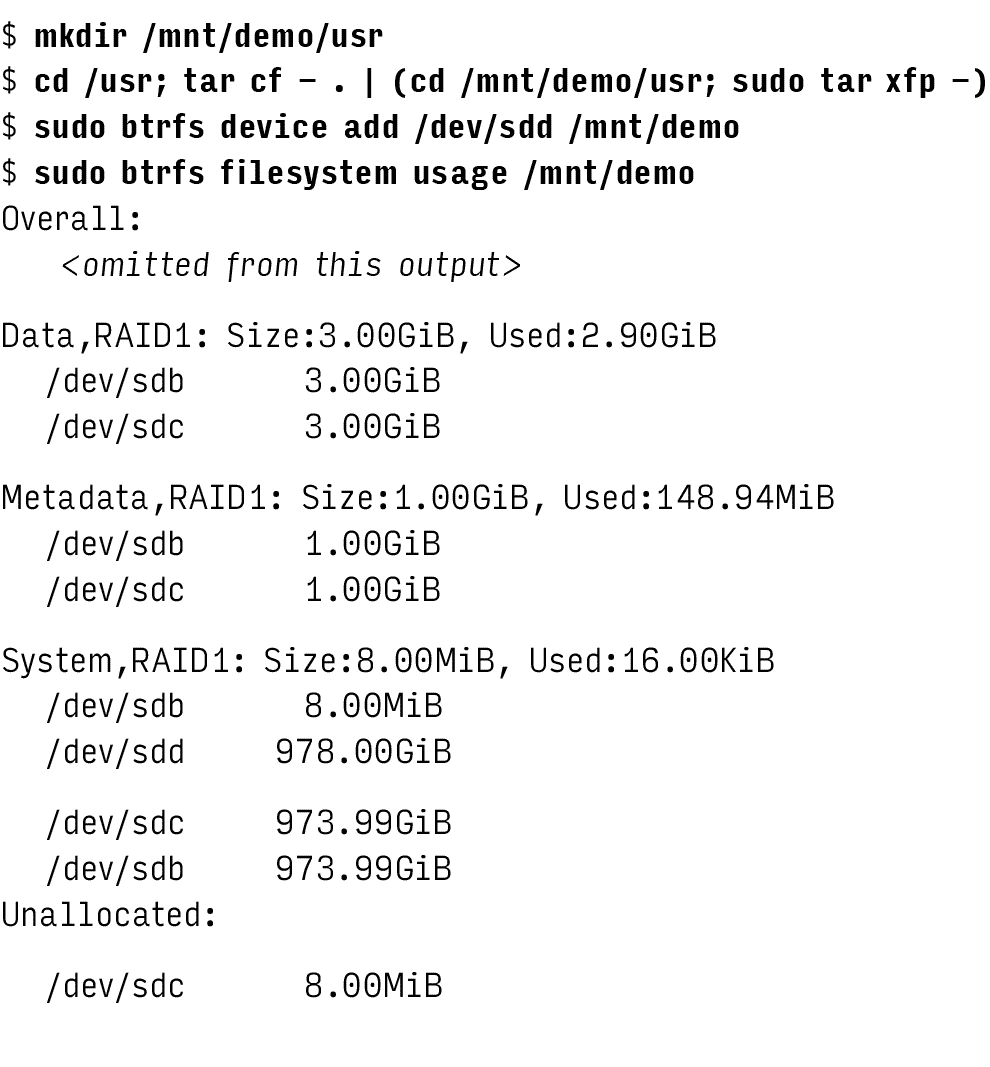 $ mkdir /mnt/demo/usr
$ cd /usr; tar cf – . | (cd /mnt/demo/usr; sudo tar xfp –)
$ sudo btrfs device add /dev/sdd /mnt/demo
$ sudo btrfs filesystem usage /mnt/demo
Overall:
<omitted from this output>
Data,RAID1: Size:3.00GiB, Used:2.90GiB
/dev/sdb 3.00GiB
/dev/sdc 3.00GiB
Metadata,RAID1: Size:1.00GiB, Used:148.94MiB
/dev/sdb 1.00GiB
/dev/sdc 1.00GiB
System,RAID1: Size:8.00MiB, Used:16.00KiB
/dev/sdb 8.00MiB
/dev/sdd 978.00GiB
/dev/sdc 973.99GiB
/dev/sdb 973.99GiB
Unallocated:
/dev/sdc 8.00MiB